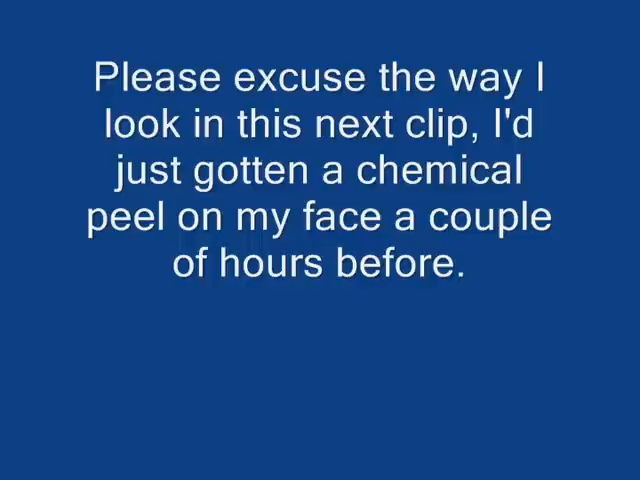 Please excuse the way I
look in this next clip, I'd
just gotten a chemical
peel on my face a couple
of hours before.